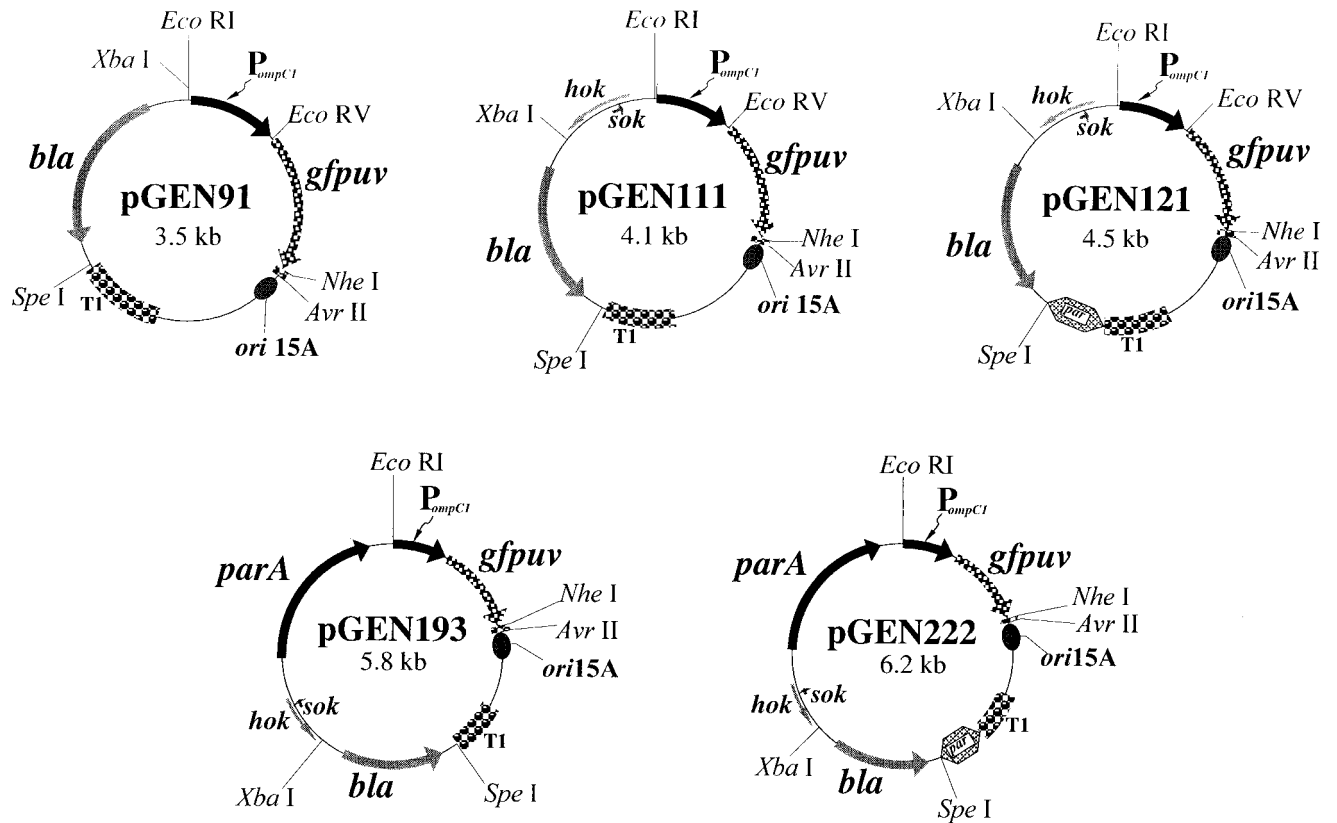 Eco RI
Xba I
PompC1
Eco RV
bla
gfpuv
pGEN91
3.5 kb
Spe I
T1
Nhe I
Avr II
ori 15A
Eco RI
PompC1
hok
sok
Xba I
Eco RV
gfpuv
pGEN111
4.1 kb
bla
Nhe I
Avr II
ori 15A
T1
Spe I
Eco RI
PompC1
hok
sok
Xba I
Eco RV
gfpuv
pGEN121
4.5 kb
bla
Nhe I
Avr II
ori15A
par
T1
Spe I
Eco RI
PompC1
parA
gfpuv
Nhe I
Avr II
pGEN193
5.8 kb
ori15A
hok
sok
T1
Xba I
bla
Spe I
Eco RI
PompC1
parA
gfpuv
Nhe I
Avr II
pGEN222
6.2 kb
ori15A
hok
sok
T1
par
Xba I
bla
Spe I